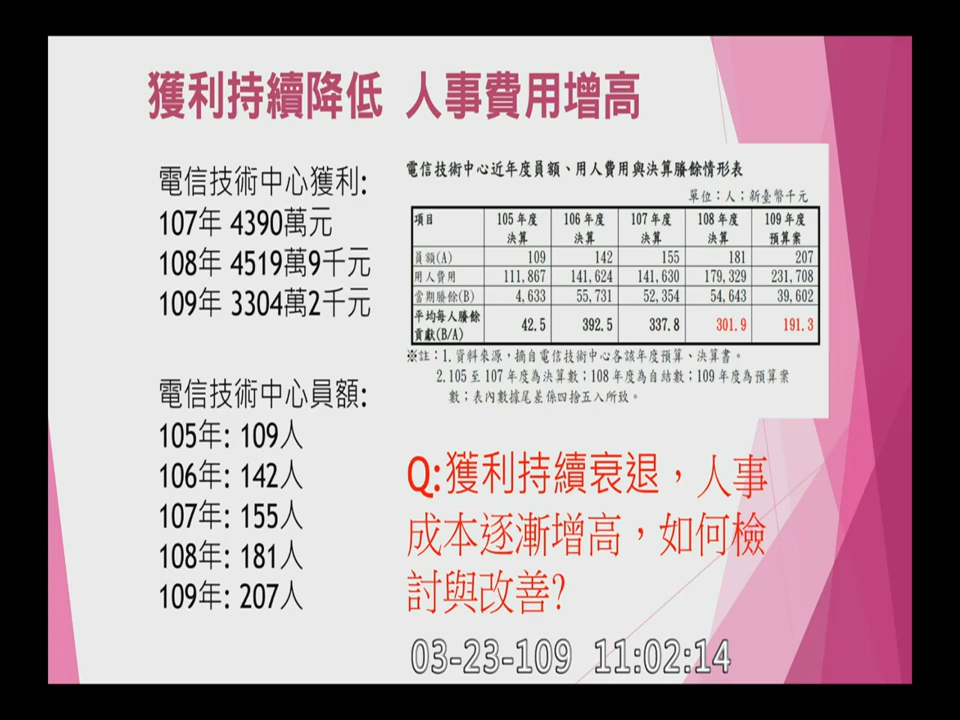 獲利持續降低 人事費用增高
電信技術中心獲利:
107年 4390萬元
108年 4519萬9千元
109年 3304萬2千元
電信技術中心員額:
105年: 109人
106年: 142人
107年: 155人
108年: 181人
109年: 207人
電信技術中心近年度員額、用人費用與決算賸餘情形表
單位:人;新臺幣千元
項目 105年度 106年度 107年度 108年度 109年度
決算 決算 決算 決算 預算案
員額(A) 109 142 155 181 207
用人費用 111,867 141,624 141,630 179,329 231,708
當期賸餘(B) 4,633 55,731 52,354 54,643 39,602
平均每人賸餘
貢獻(B/A) 42.5 392.5 337.8 301.9 191.3
※註:1.資料來源,摘自電信技術中心各該年度預算、決算書。
2.105至107年度為決算數;108年度為自結數;109年度為預算案
數;表內數據尾差係四捨五入所致。
Q:獲利持續衰退,人事
成本逐漸增高,如何檢
討與改善?
03-23-109 11:02:14